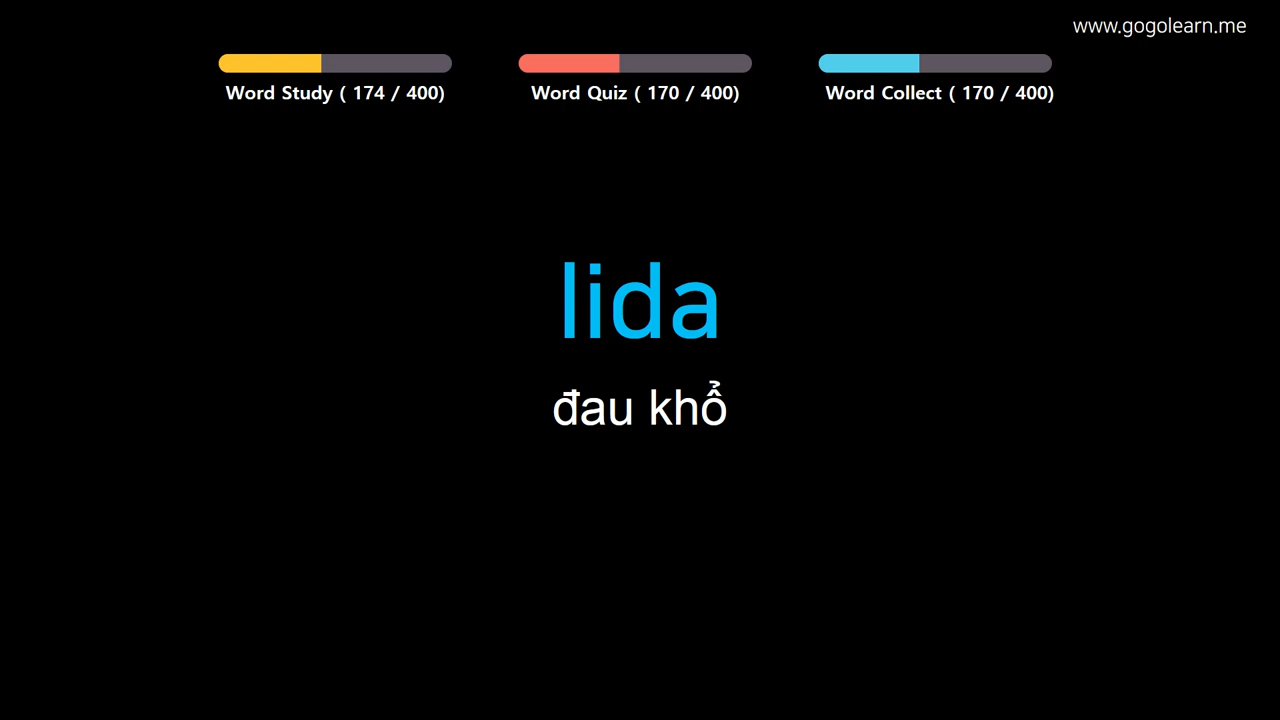 www.gogolearn.me
Word Study ( 174 / 400)
Word Quiz ( 170 / 400)
Word Collect ( 170 / 400)
lida
đau khổ